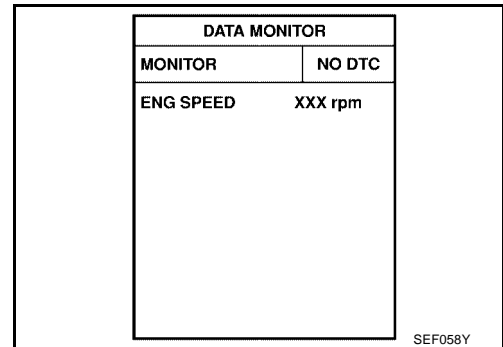 DATA MONITOR
MONITOR NO DTC
ENG SPEED XXX rpm
SEF058Y